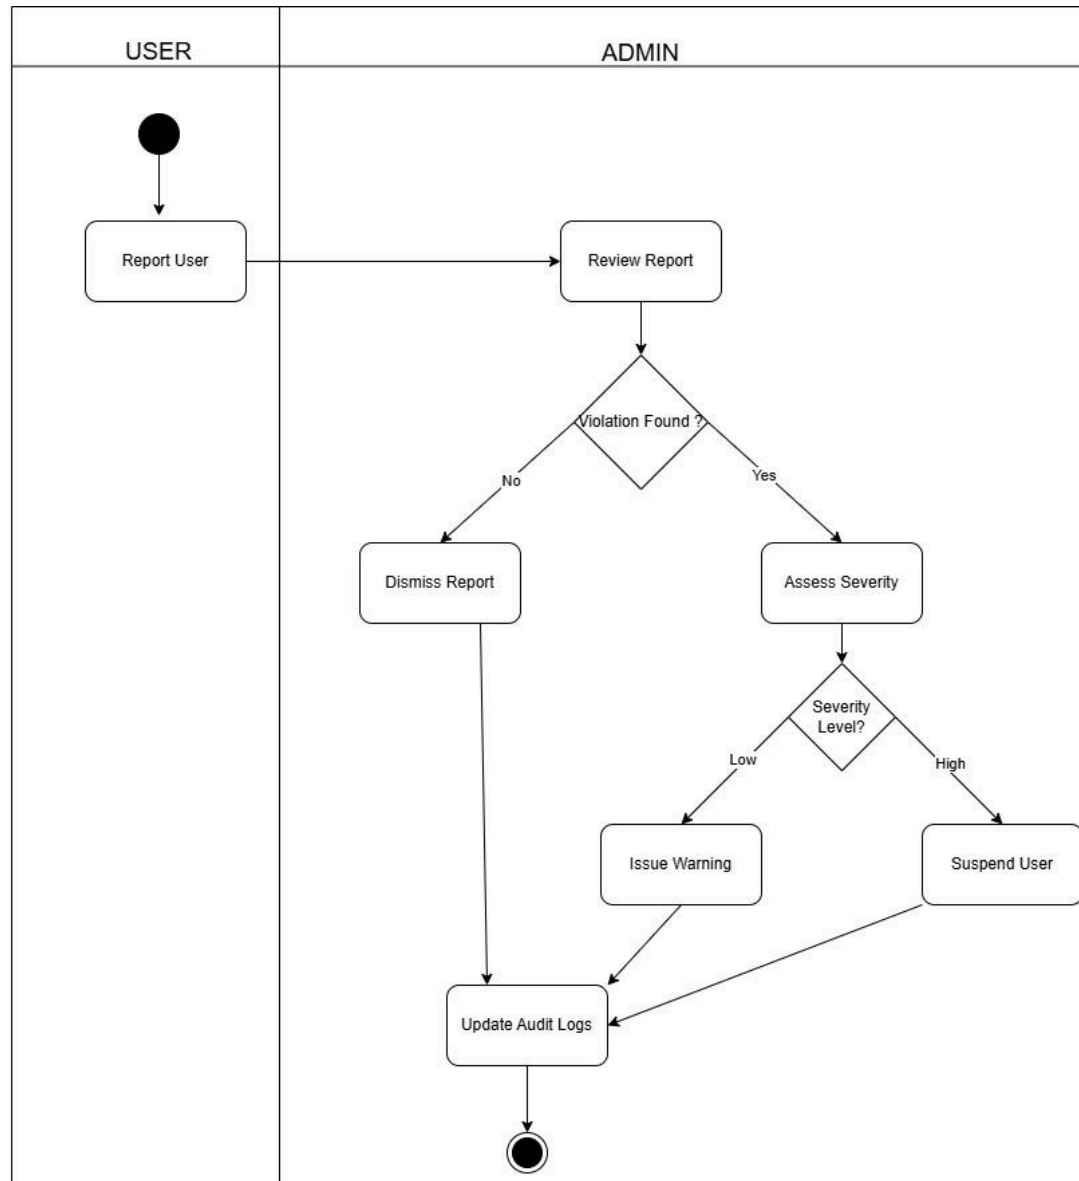 USER
ADMIN
Report User
Review Report
Violation Found ?
No
Yes
Dismiss Report
Assess Severity
Severity
Level?
Low
High
Issue Warning
Suspend User
Update Audit Logs